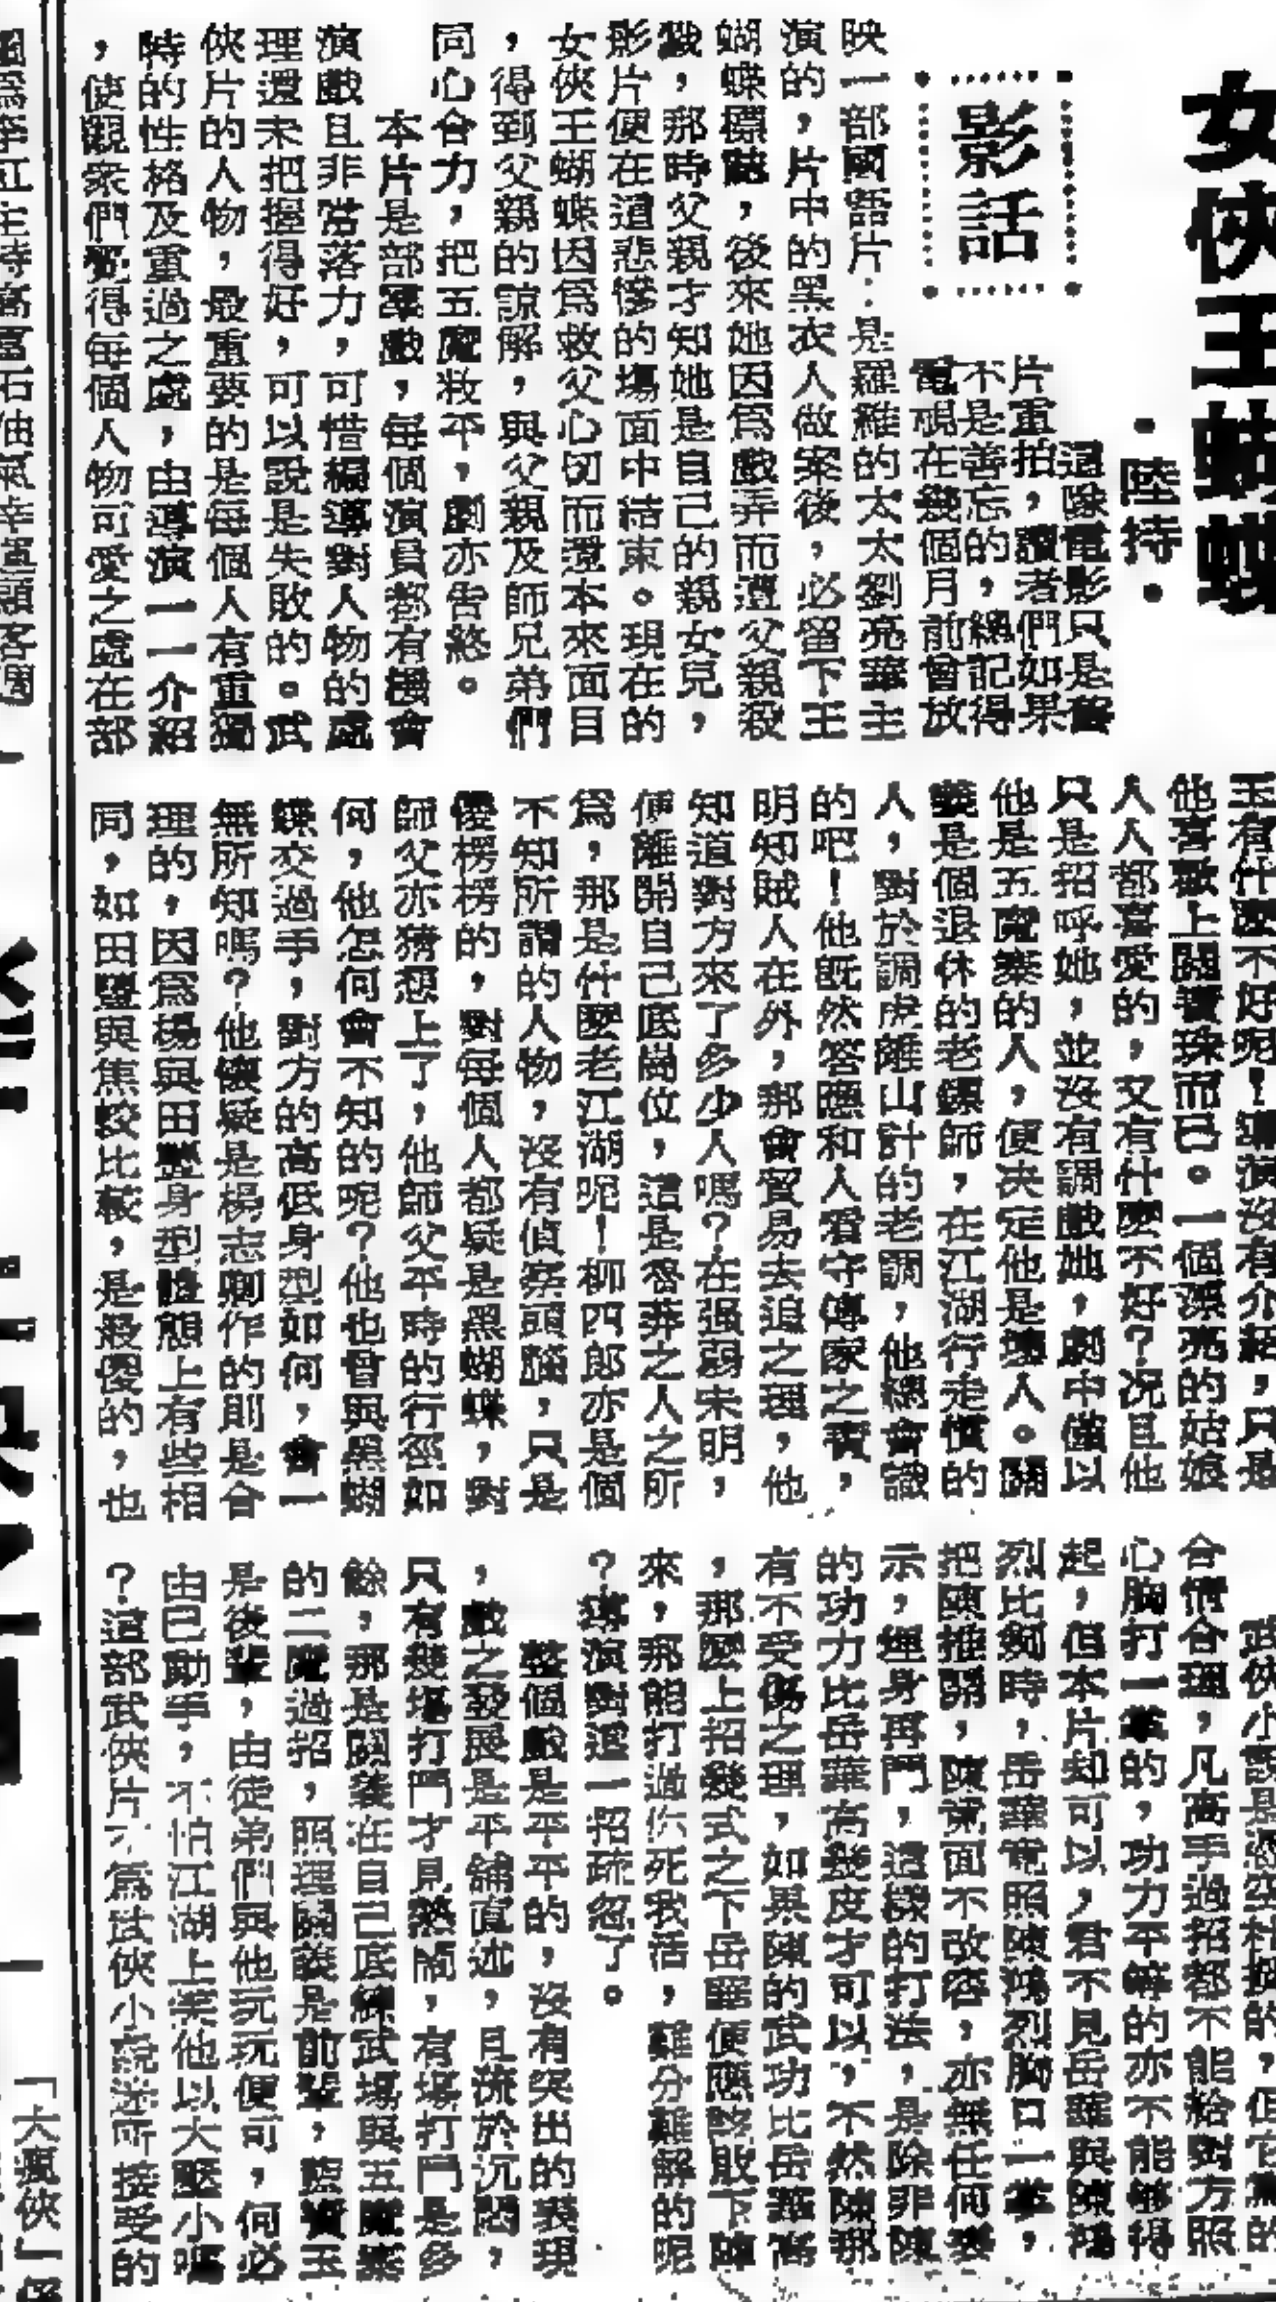 女俠王蝴蝶
・陸持・
影話
這隊電影只是舊
片重拍，讀者們如果
不是善忘的，總記得
電視在幾個月前會放
映一部國語片：是羅維的太太劉亮華主
演的，片中的黑衣人做案後，必留下王
蝴蝶標誌，後來她因爲戲弄而遭父親殺
戮，那時父親才知她是自己的親女兒，
影片便在這悲慘的場面中結束。現在的
女俠王蝴蝶因爲救父心切而還本來面目
，得到父親的諒解，與父親及師兄弟們
同心合力，把五魔收平，劇亦告終。
本片是部羣戲，每個演員都有機會
演戲且非常落力，可惜編導對人物的處
理還未把握得好，可以說是失敗的。武
俠片的人物，最重要的是每個人有重獨
特的性格及重過之處，由導演一一介紹
，使觀衆們覺得每個人物可愛之處在部
玉有什麽不好呢！導演沒有介紹，只是
他喜歡上關寶珠而已。一個漂亮的姑娘
人人都喜愛的，又有什麽不好？况且他
只是招呼她，並沒有調戲她，劇中僅以
他是五魔寨的人，便决定他是壞人。關
義是個退休的老鏢師，在江湖行走慣的
人，對於調虎離山計的老調，他總會識
的吧！他旣然答應和人看守傳家之寶，
明知賊人在外，那會貿易去追之理，他
知道對方來了多少人嗎？在强弱未明，
便離開自己底崗位，這是魯莽之人之所
爲，那是什麽老江湖呢！柳四郎亦是個
不知所謂的人物，沒有偵察頭腦，只是
傻楞楞的，對每個人都疑是黑蝴蝶，對
師父亦猜想上了，他師父平時的行徑如
何，他怎何會不知的呢？他也曾與黑蝴
蝶交過手，對方的高低身型如何，會一
無所知嗎？他懷疑是楊志剛作的則是合
理的，因爲楊與田豐身型體態上有些相
同，如田豐與焦姣比較，是最傻的，也
武俠小說是憑空杜撰的，但它寫的
合情合理，凡高手過招都不能給對方照
心胸打一掌的，功力平等的亦不能够得
起，但本片却可以，君不見岳華與陳鴻
烈比劍時，岳華竟照陳鴻烈胸口一掌，
把陳推開，陳竟面不改容，亦無任何表
示，俚身再鬥，這樣的打法，是除非陳
的功力比岳華高幾度才可以，不然陳那
有不受傷之理，如果陳的武功比岳華高
，那麽上招幾式之下岳華便應該敗下陣
來，那能打過你死我活，難分難解的呢
？導演對這一招疏忽了。
整個戲是平平的，沒有突出的表現
，戲之發展是平鋪直述，且流於沉悶，
只有幾場打鬥才見熱鬧，有場打鬥是多
餘，那是關義在自己底練武場與五魔寨
的二魔過招，照理關義是前輩，藍寶玉
是後輩，由徒弟們與他玩玩便可，何必
由已動手，不怕江湖上笑他以大壓小嗎
？這部武俠片不爲武俠小說迷所接受的
「大瘋俠」